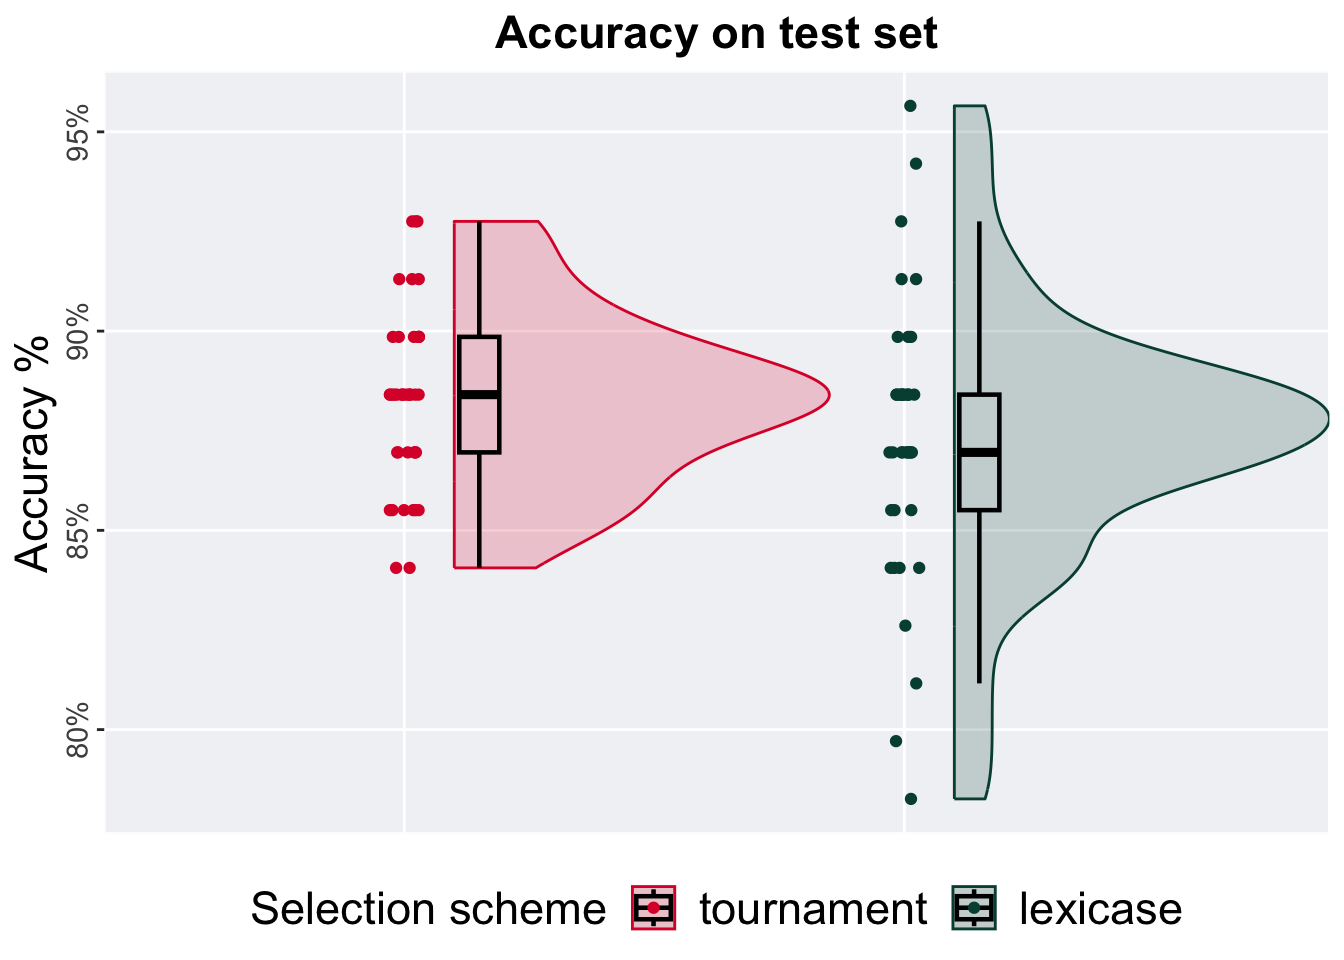 Accuracy on test set
Accuracy %
95%
90%
85%
80%
Selection scheme tournament lexicase